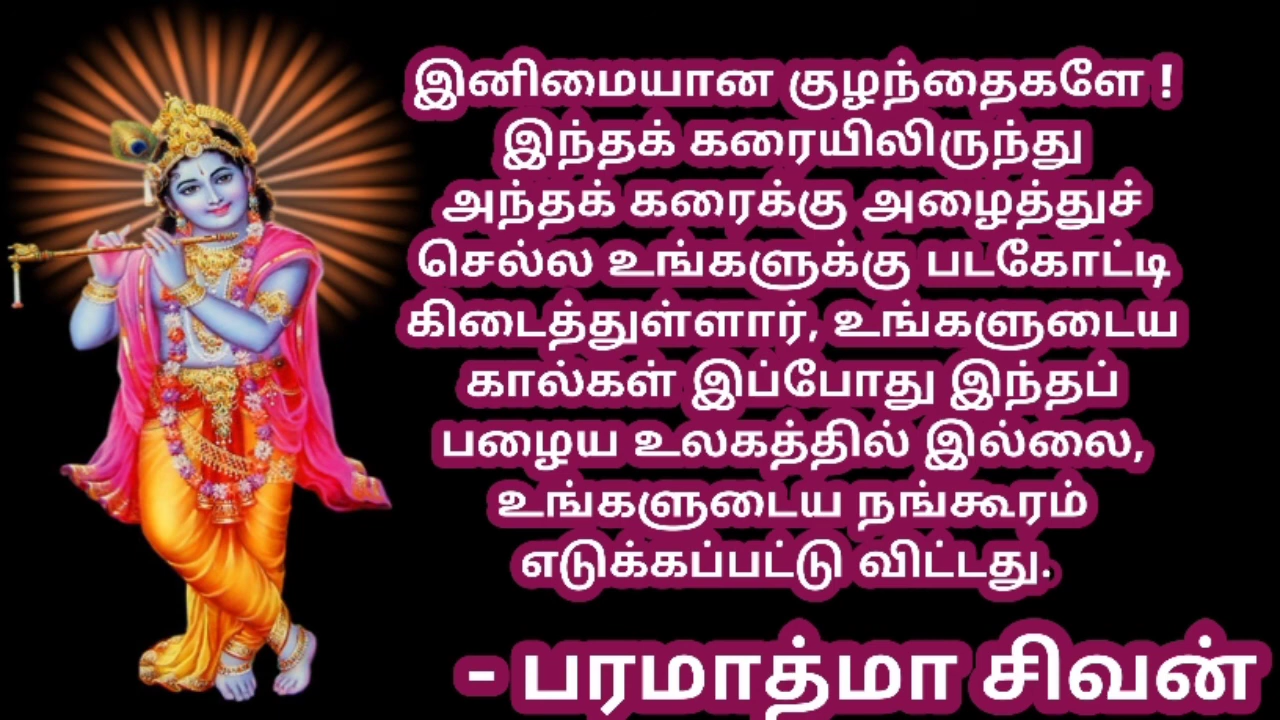 இனிமையான குழந்தைகளே !
இந்தக் கரையிலிருந்து
அந்தக் கரைக்கு அழைத்துச்
செல்ல உங்களுக்கு படகோட்டி
கிடைத்துள்ளார், உங்களுடைய
கால்கள் இப்போது இந்தப்
பழைய உலகத்தில் இல்லை,
உங்களுடைய நங்கூரம்
எடுக்கப்பட்டு விட்டது.
- பரமாத்மா சிவன்